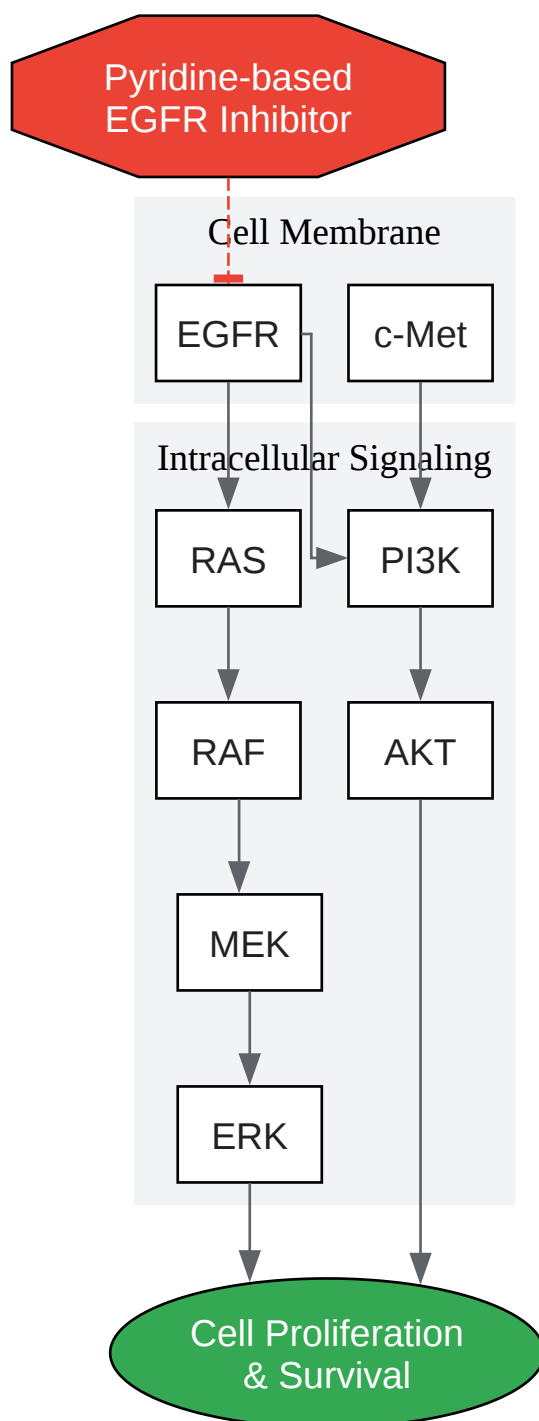 Pyridine-based
EGFR Inhibitor
Cell Membrane
EGFR
c-Met
Intracellular Signaling
RAS
PI3K
RAF
AKT
MEK
ERK
Cell Proliferation
& Survival